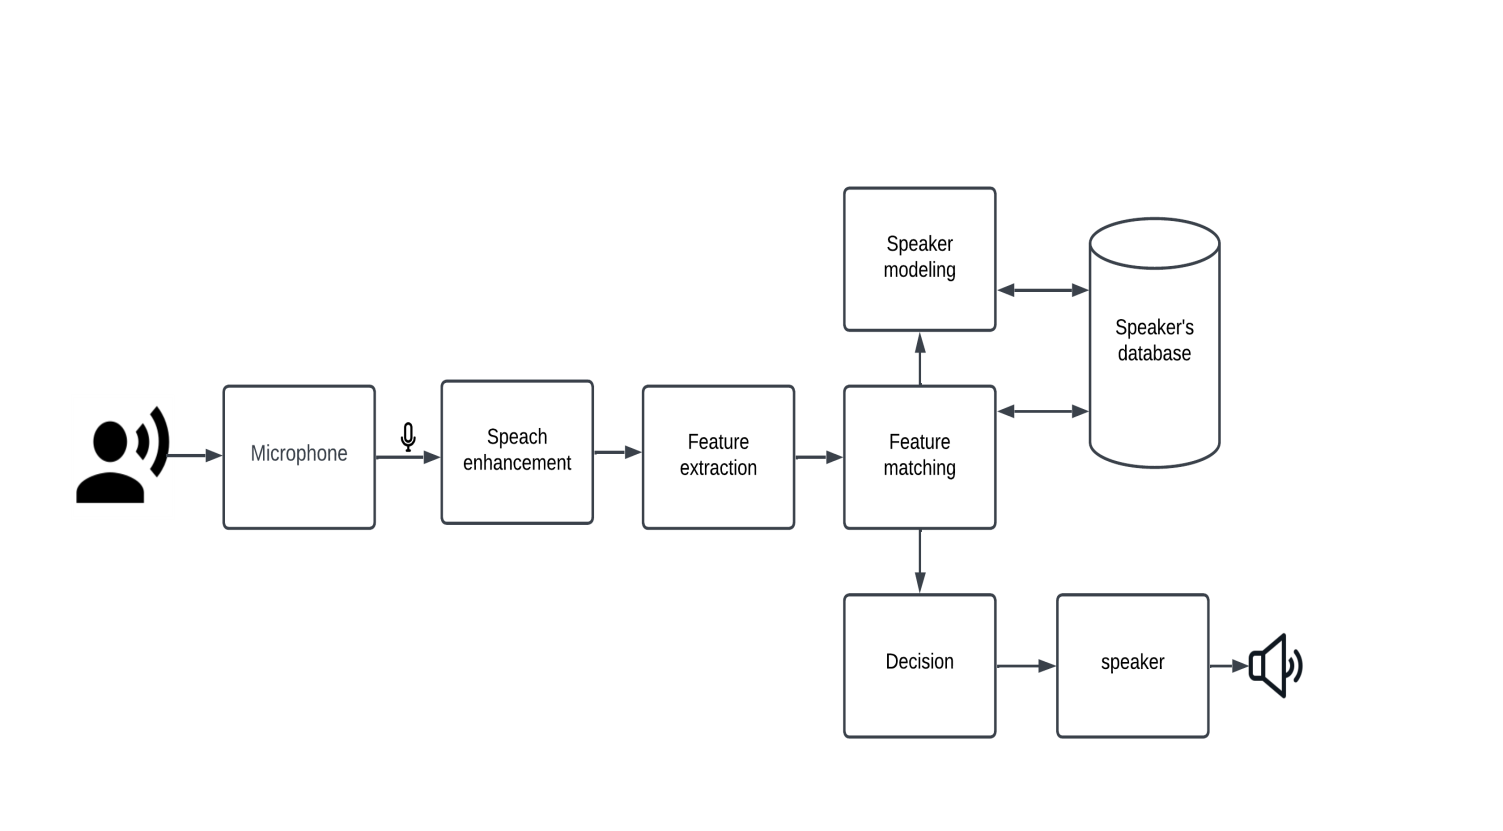 Speaker
modeling
Speaker's
database
Microphone
Speach
enhancement
Feature
extraction
Feature
matching
Decision
speaker